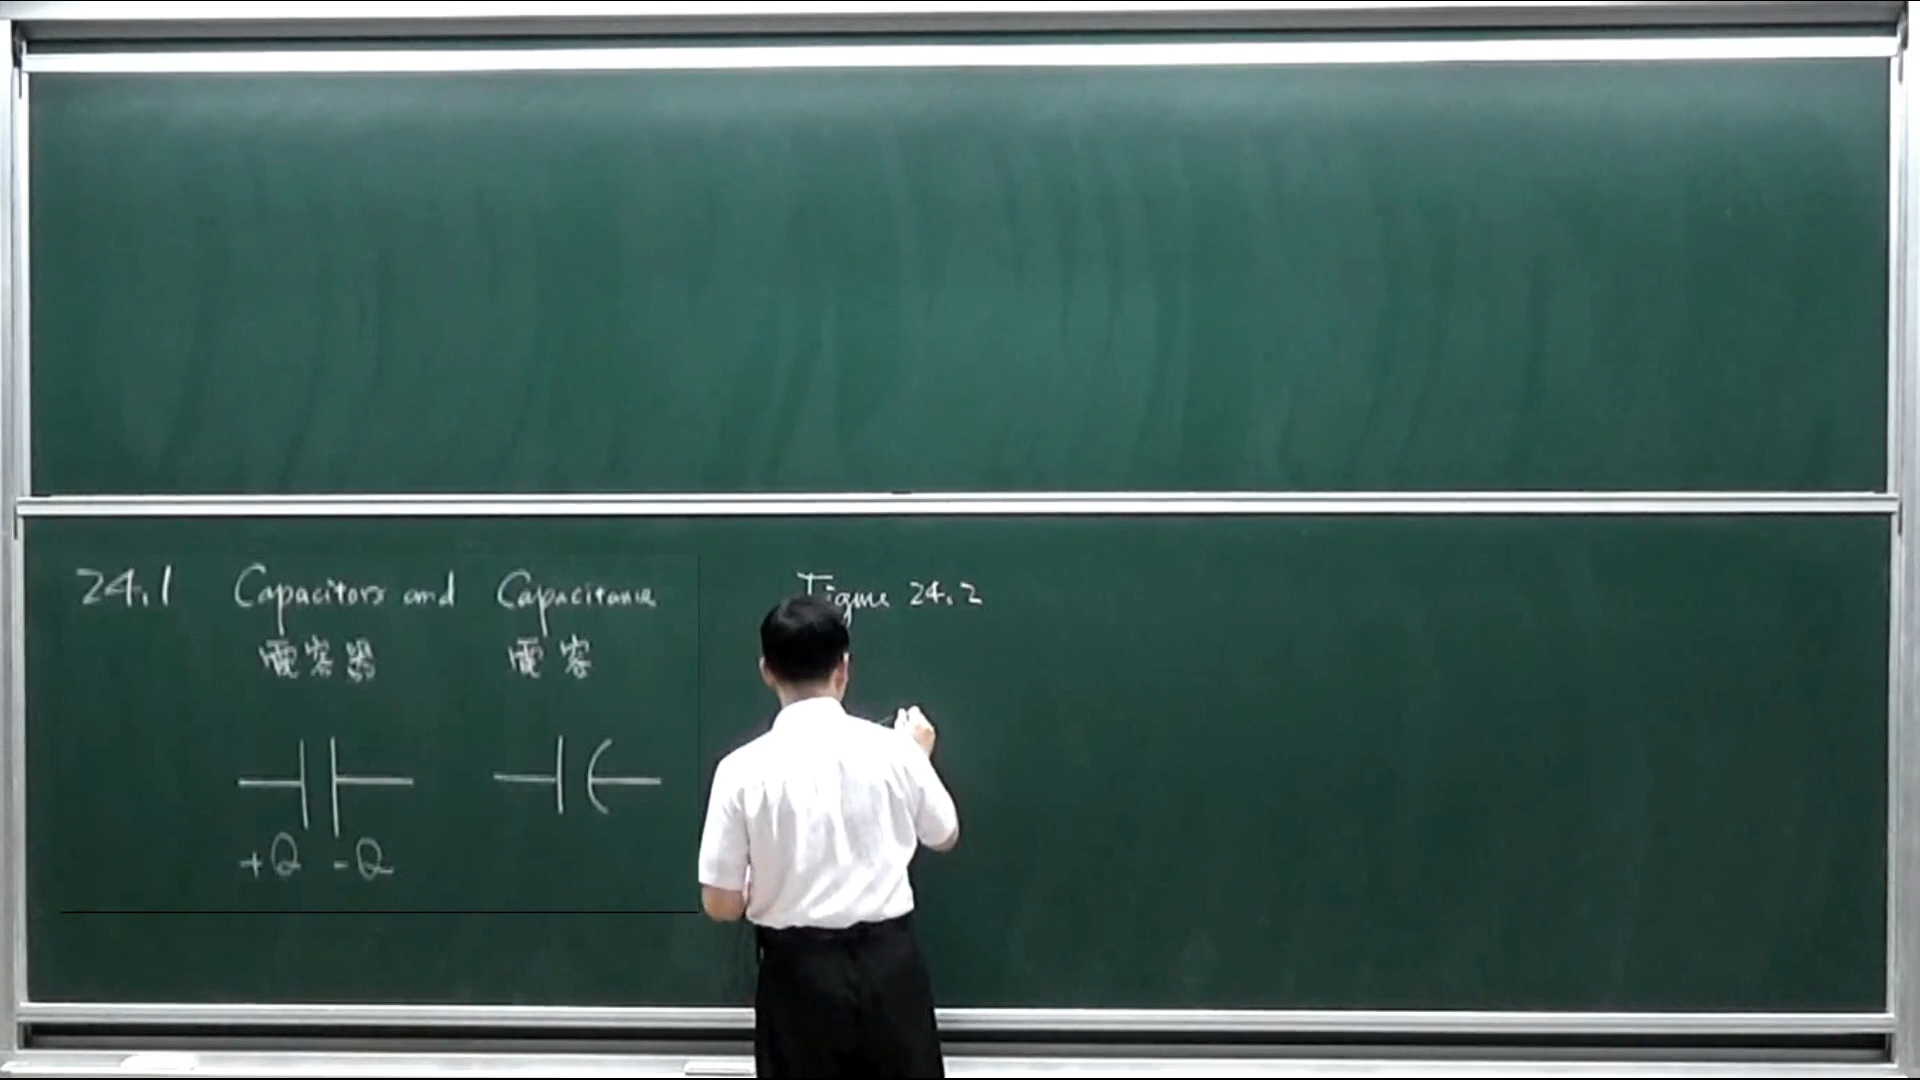 24.1 Capacitors and Capacitance
電容器 電容
+Q -Q
Figure 24.2